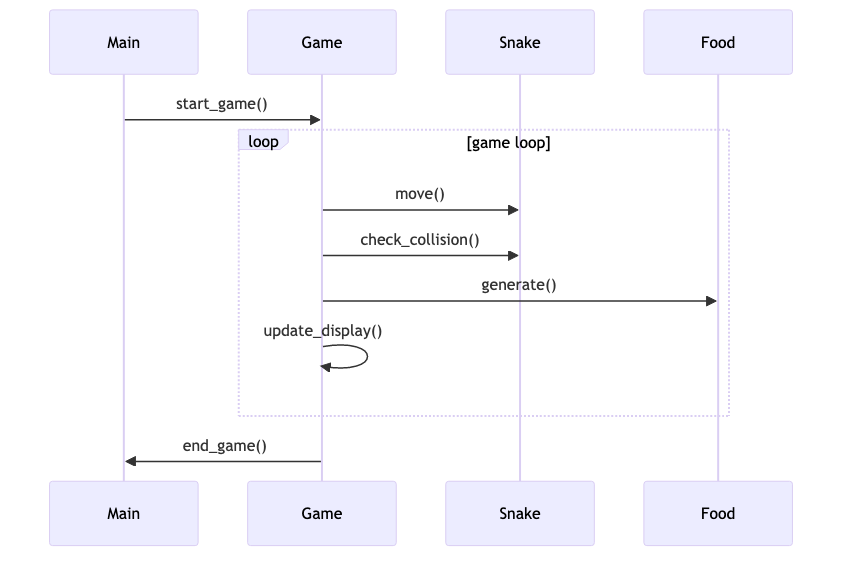 Main
Game
Snake
Food
start_game()
loop
[game loop]
move()
check_collision()
generate()
update_display()
end_game()
Main
Game
Snake
Food